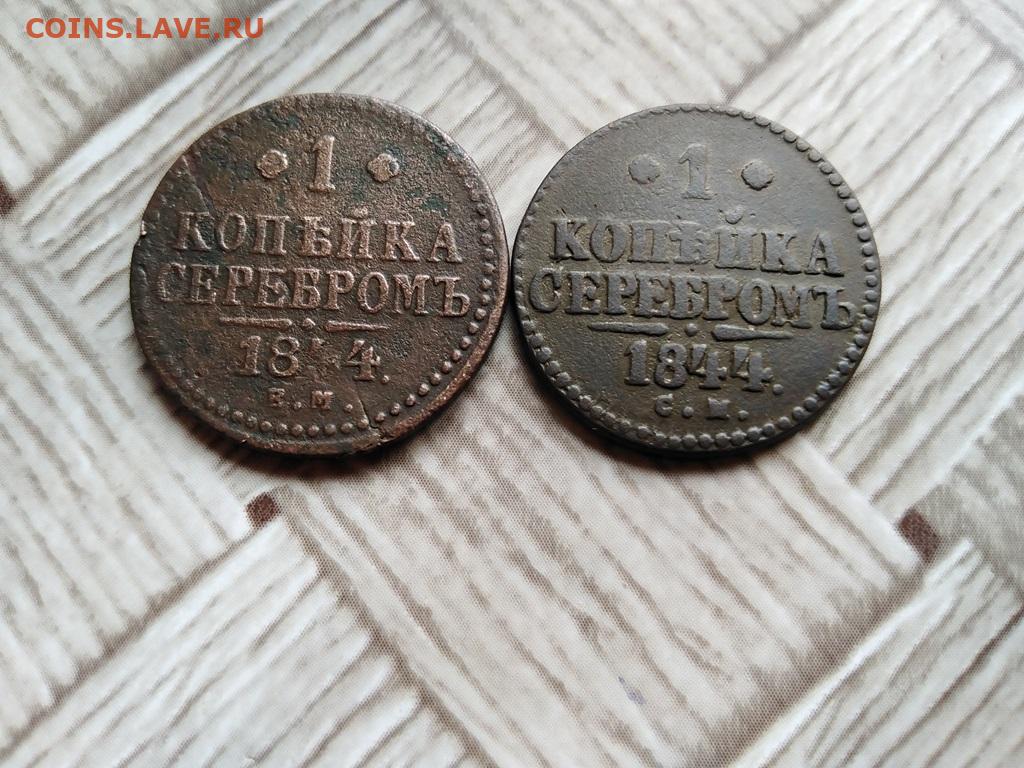 COINS.LAVE.RU
• 1 •
КОПѢЙКА
СЕРЕБРОМЪ
1844.
Е.М.
• 1 •
КОПѢЙКА
СЕРЕБРОМЪ
1844.
С.М.